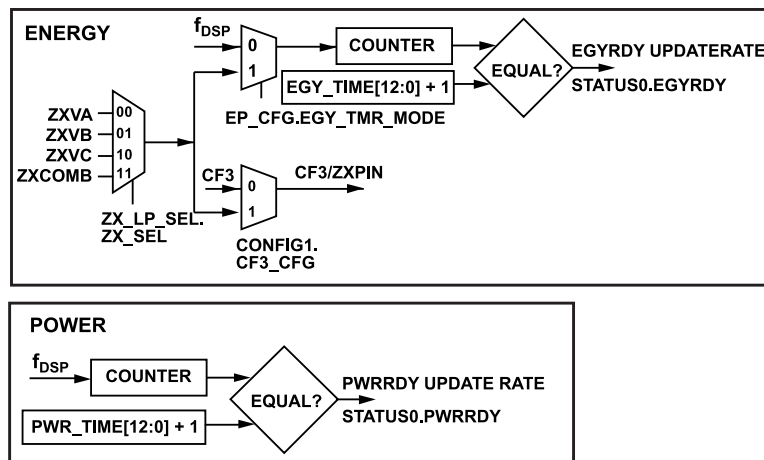 ENERGY
fDSP
0
1
COUNTER
EGY_TIME[12:0] + 1
EQUAL?
EGYRDY UPDATERATE
STATUS0.EGYRDY
EP_CFG.EGY_TMR_MODE
ZXVA
ZXVB
ZXVC
ZXCOMB
00
01
10
11
ZX_LP_SEL.
ZX_SEL
CF3
0
1
CF3/ZXPIN
CONFIG1.
CF3_CFG
POWER
fDSP
COUNTER
PWR_TIME[12:0] + 1
EQUAL?
PWRRDY UPDATE RATE
STATUS0.PWRRDY